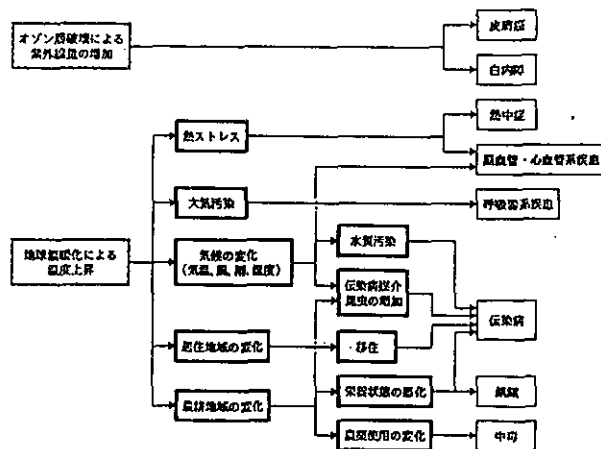 オゾン層破壊による
紫外線量の増加
皮膚癌
白内障
熱ストレス
熱中症
脳血管・心血管系疾患
大気汚染
呼吸器系疾患
地球温暖化による
温度上昇
気候の変化
(気温、風、雨、湿度)
水質汚染
伝染病媒介
昆虫の増加
伝染病
居住地域の変化
移住
農耕地域の変化
栄養状態の悪化
飢餓
農薬使用の変化
中毒